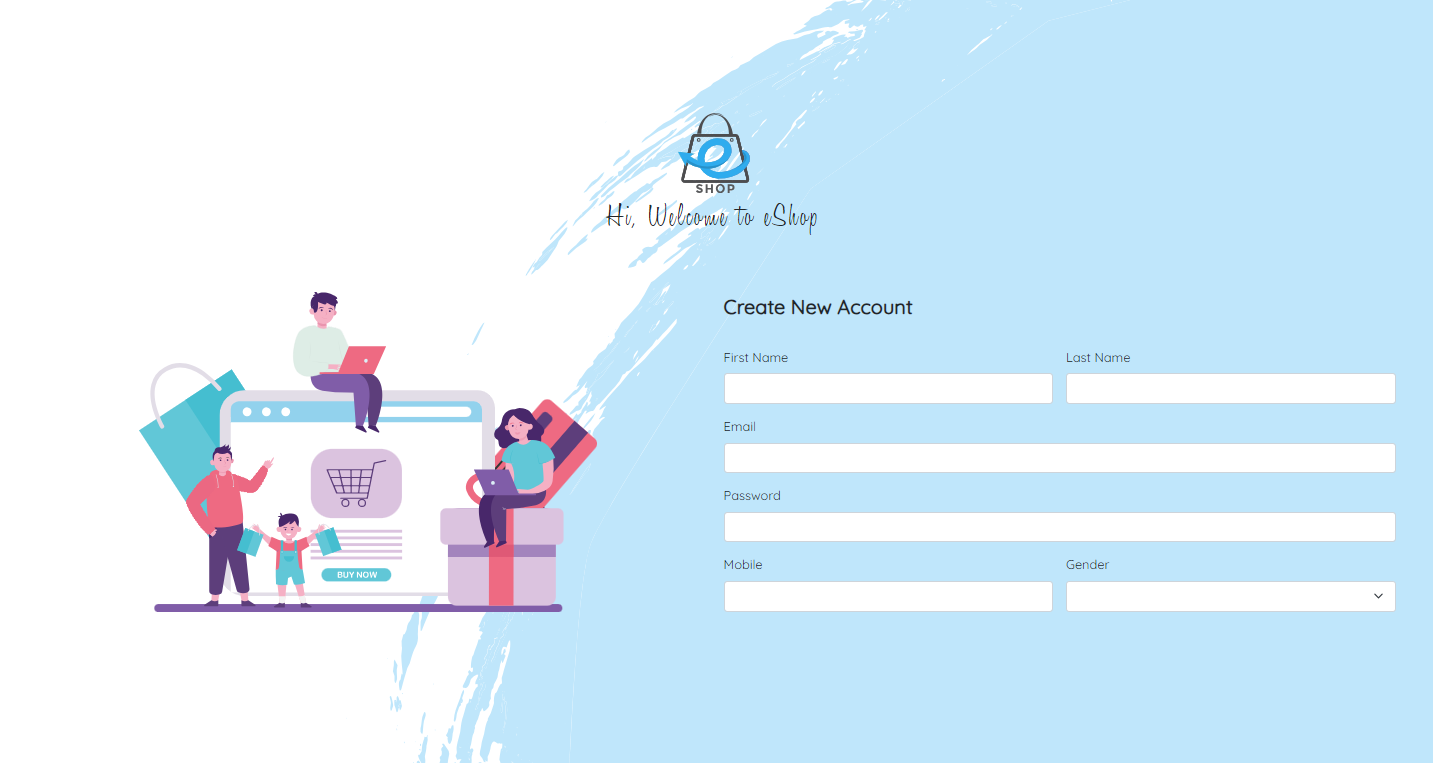 SHOP
Hi, Welcome to eShop
Create New Account
First Name
Last Name
Email
Password
Mobile
Gender
BUY NOW